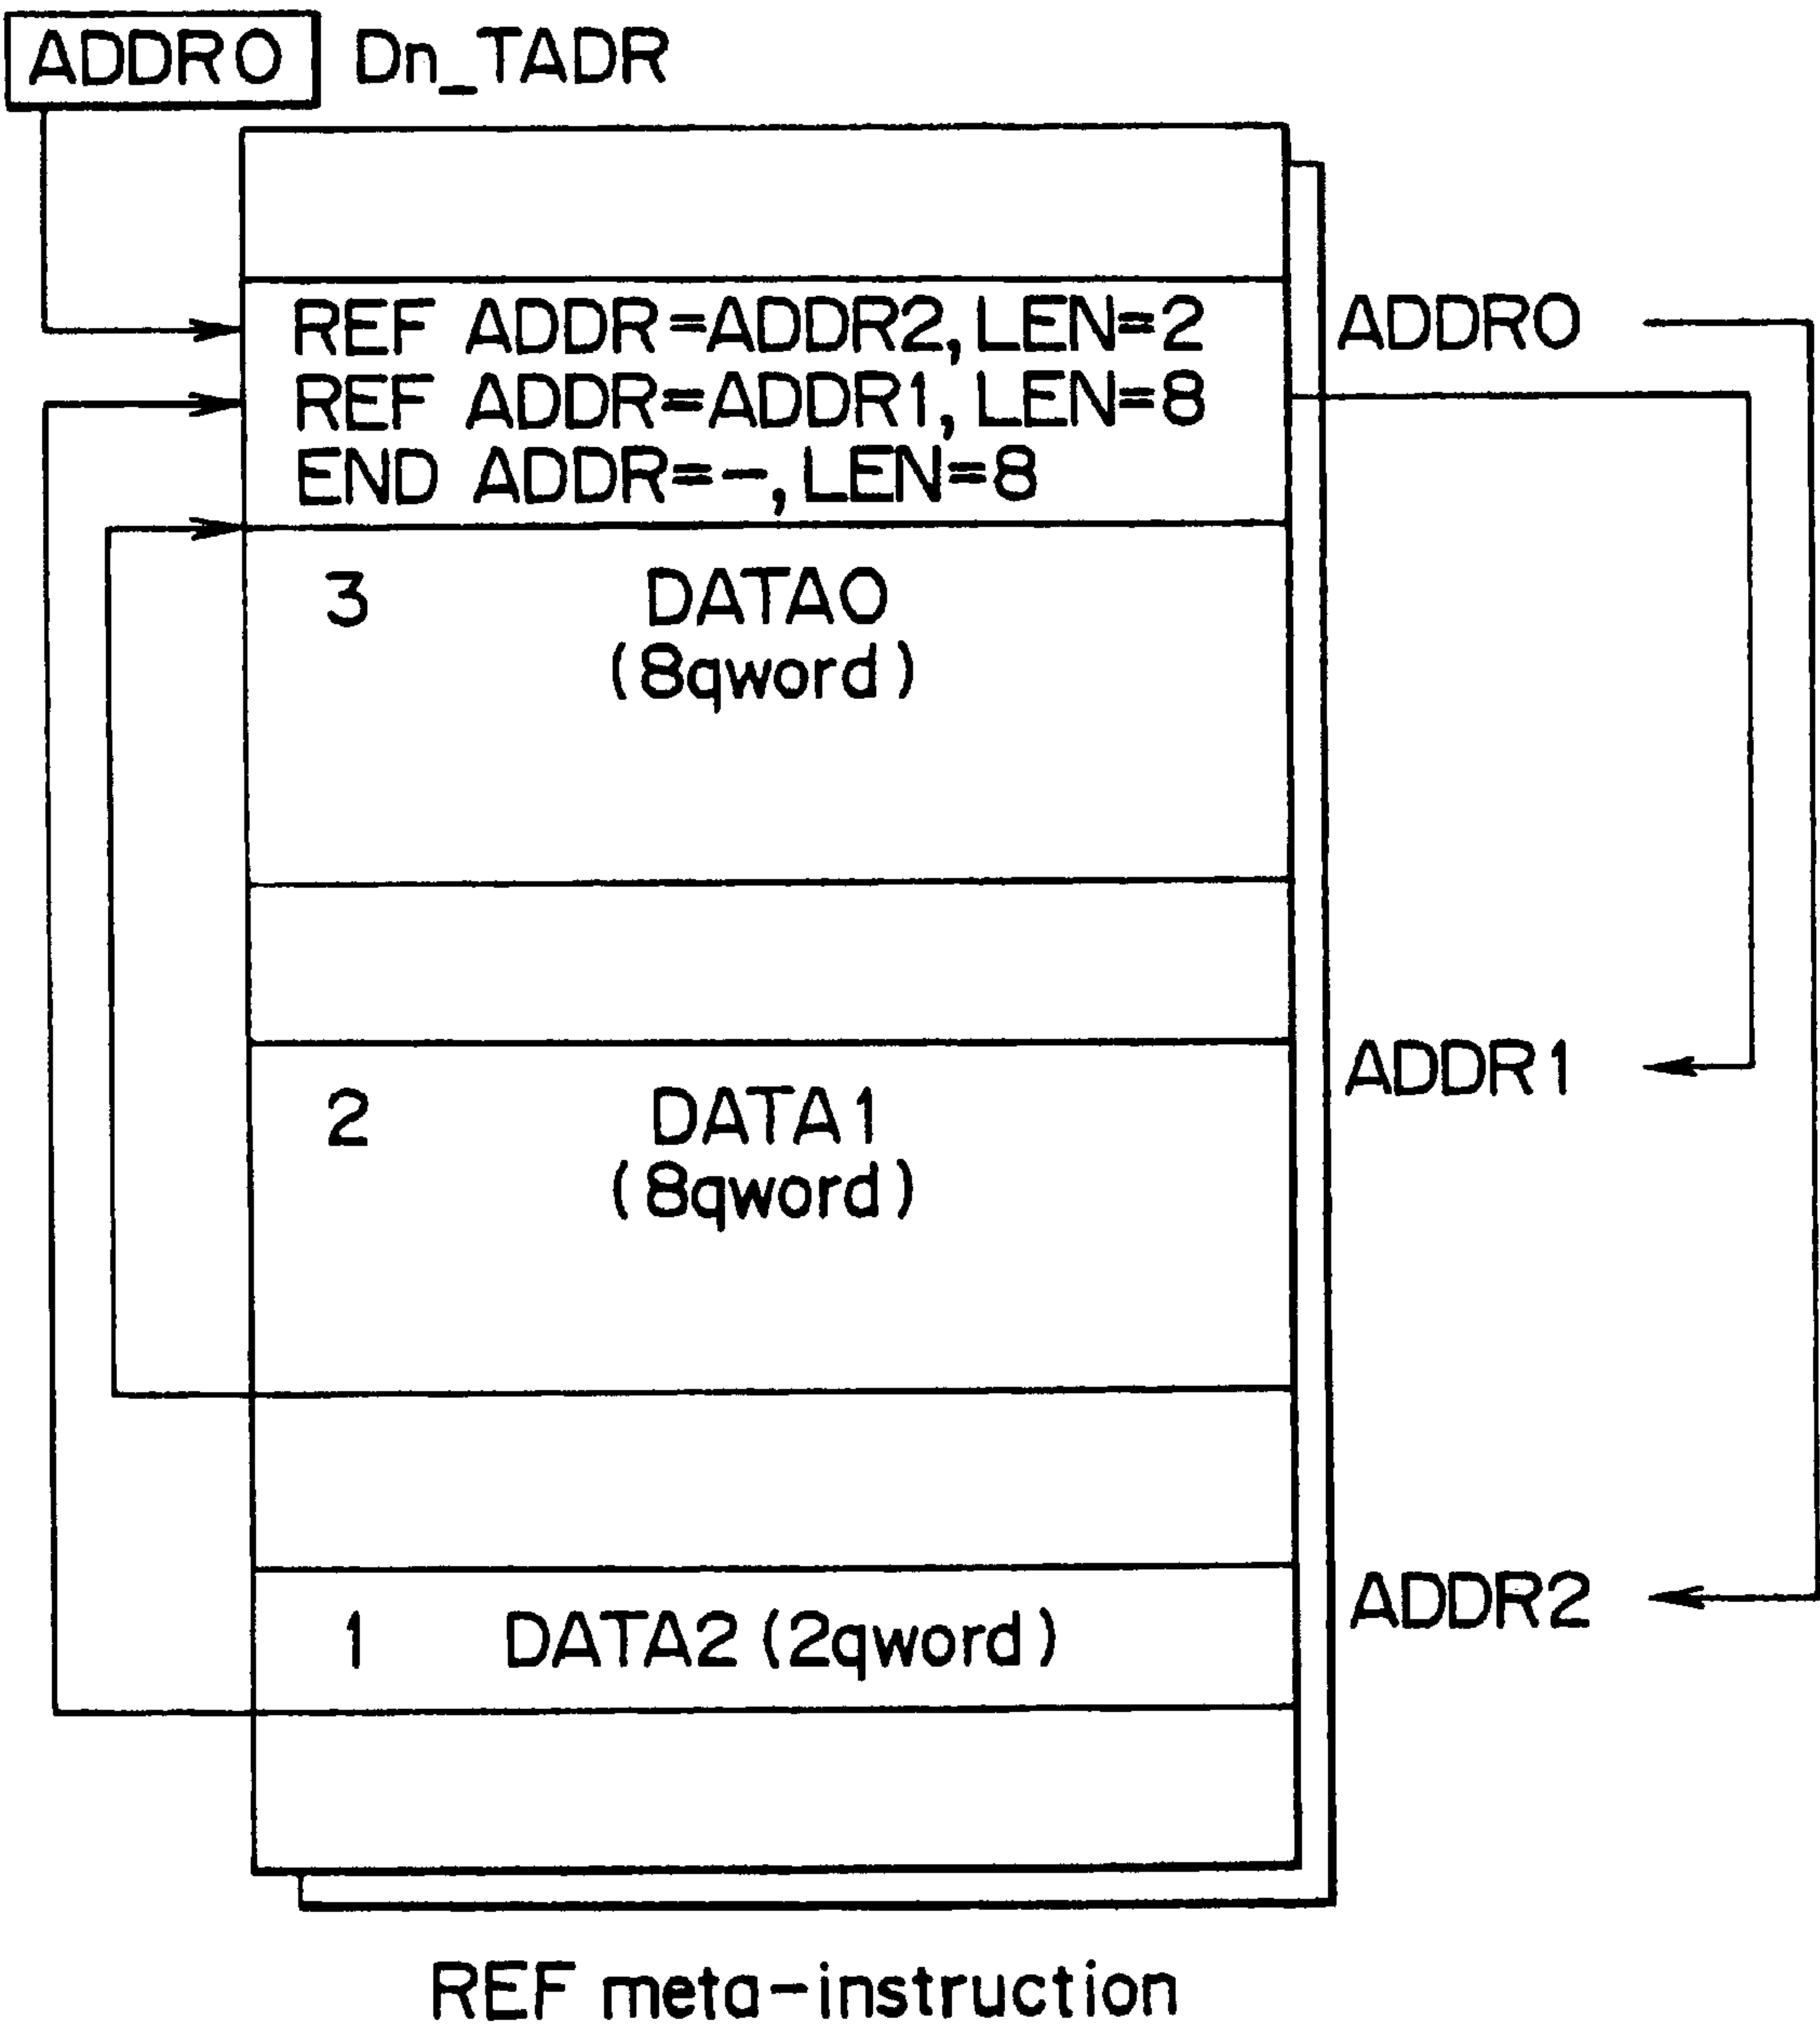 ADDR0 Dn_TADR
REF ADDR=ADDR2,LEN=2 ADDR0
REF ADDR=ADDR1,LEN=8
END ADDR=-,LEN=8
3 DATA0
(8qword)
ADDR1
2 DATA1
(8qword)
ADDR2
1 DATA2 (2qword)
REF meta-instruction